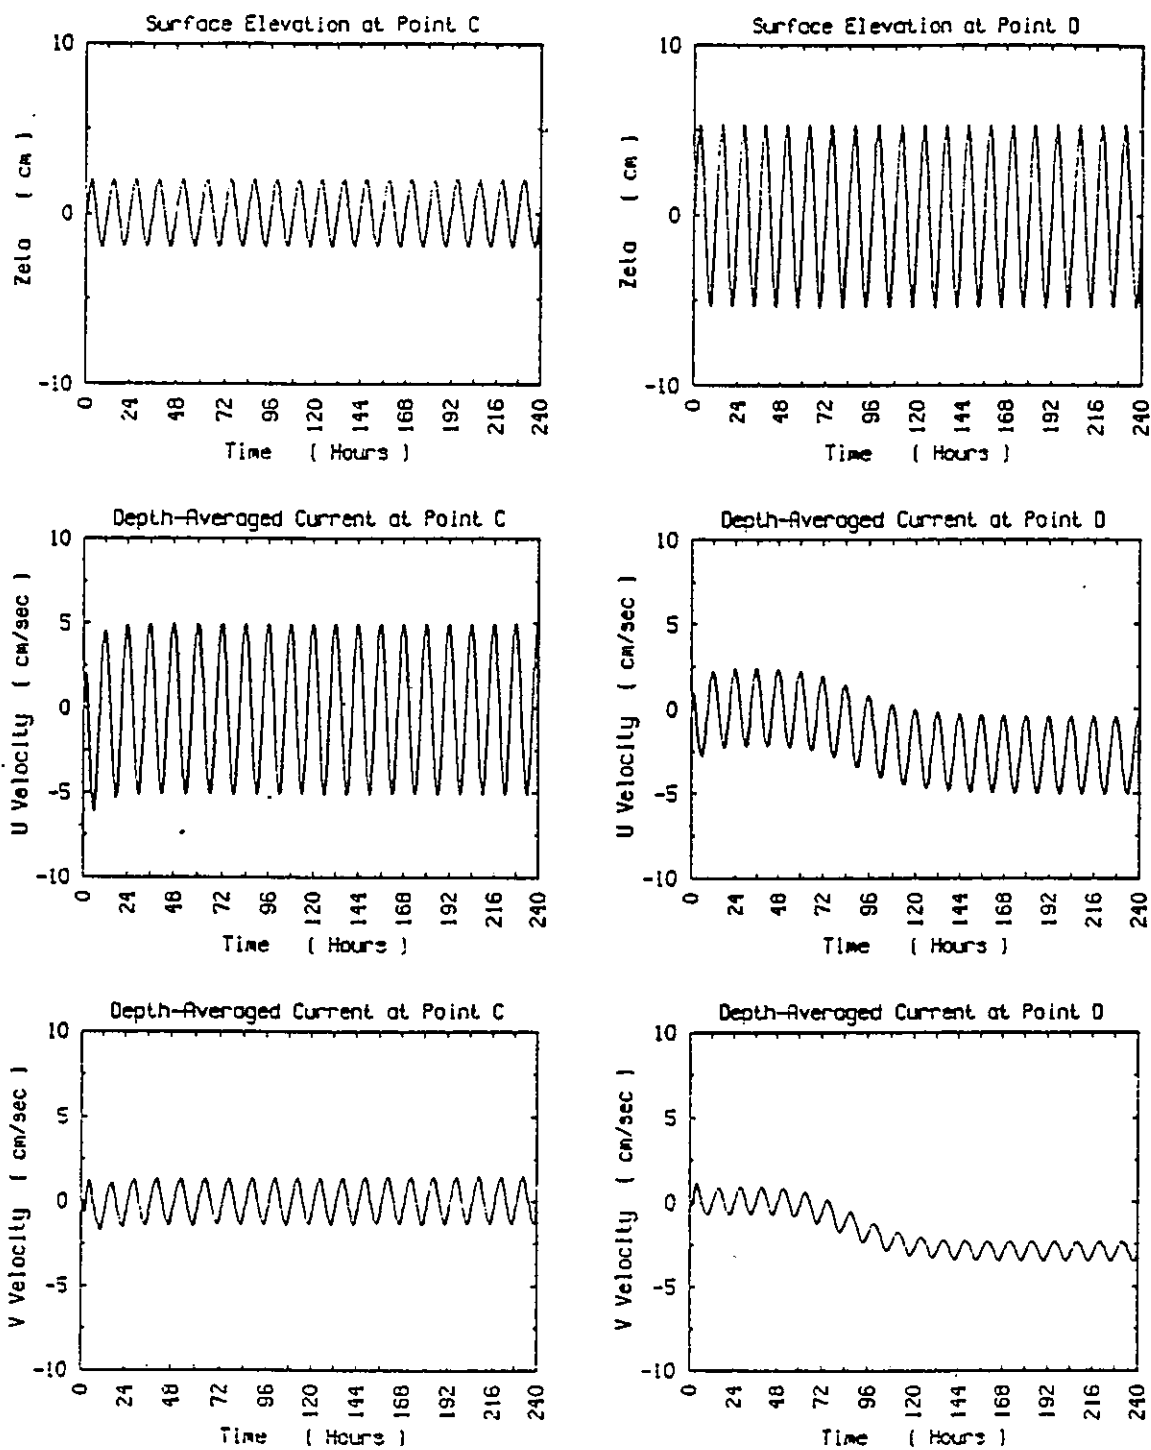 Surface Elevation at Point C
10
0
-10
Zeta ( cm )
0 24 48 72 96 120 144 168 192 216 240
Time ( Hours )
Surface Elevation at Point D
10
5
0
-5
-10
Zeta ( cm )
0 24 48 72 96 120 144 168 192 216 240
Time ( Hours )
Depth-Averaged Current at Point C
10
5
0
-5
-10
U Velocity ( cm/sec )
0 24 48 72 96 120 144 168 192 216 240
Time ( Hours )
Depth-Averaged Current at Point D
10
5
0
-5
-10
U Velocity ( cm/sec )
0 24 48 72 96 120 144 168 192 216 240
Time ( Hours )
Depth-Averaged Current at Point C
10
5
0
-5
-10
V Velocity ( cm/sec )
0 24 48 72 96 120 144 168 192 216 240
Time ( Hours )
Depth-Averaged Current at Point D
10
5
0
-5
-10
V Velocity ( cm/sec )
0 24 48 72 96 120 144 168 192 216 240
Time ( Hours )